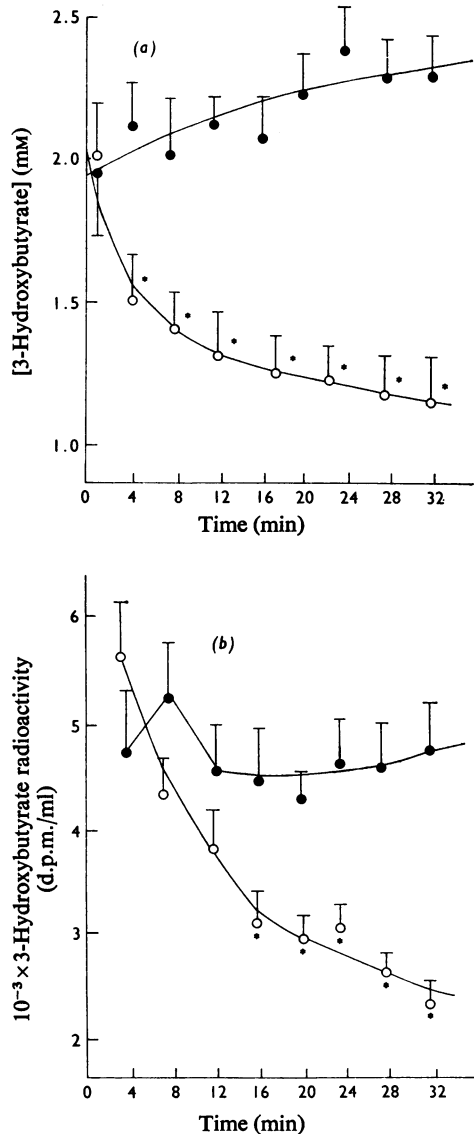 2.5
(a)
2.0
1.5
1.0
[3-Hydroxybutyrate] (mM)
0 4 8 12 16 20 24 28 32
Time (min)
*
*
*
*
*
*
*
6
(b)
5
4
3
2
10⁻³ × 3-Hydroxybutyrate radioactivity
(d.p.m./ml)
*
*
*
*
*
0 4 8 12 16 20 24 28 32
Time (min)